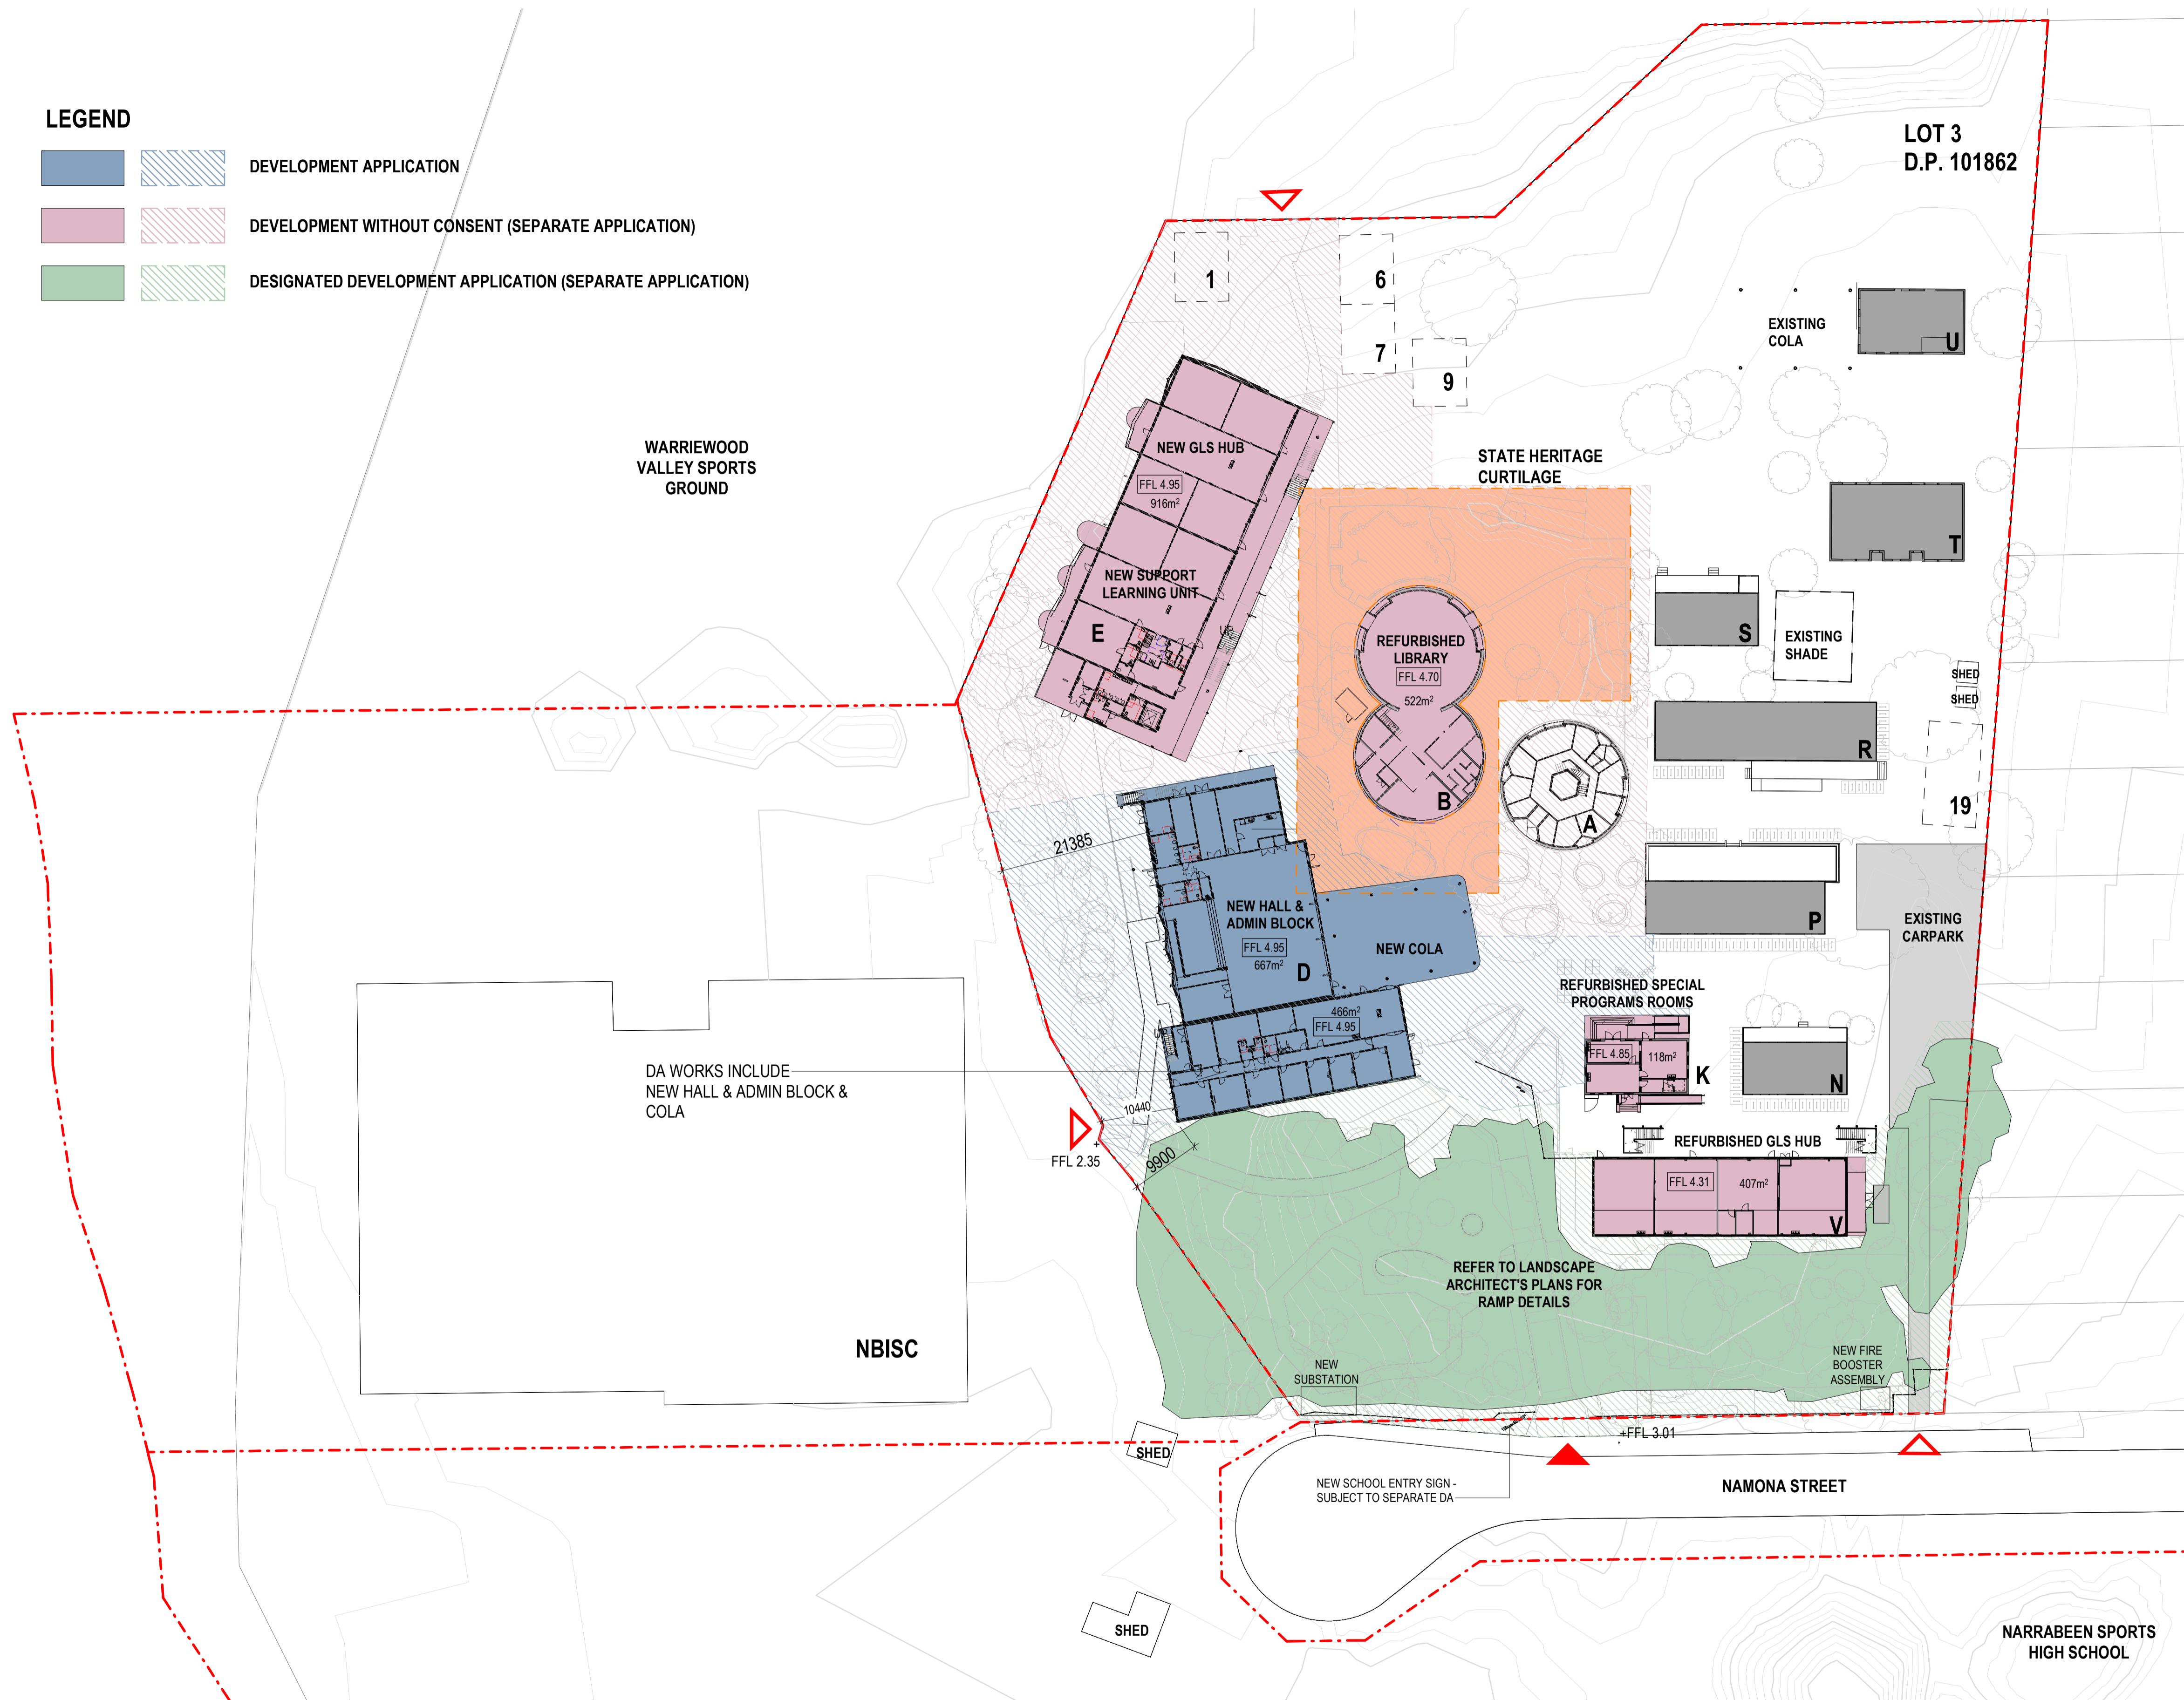 LEGEND
DEVELOPMENT APPLICATION
DEVELOPMENT WITHOUT CONSENT (SEPARATE APPLICATION)
DESIGNATED DEVELOPMENT APPLICATION (SEPARATE APPLICATION)
LOT 3
D.P. 101862
1
6
7
9
EXISTING
COLA
U
WARRIEWOOD
VALLEY SPORTS
GROUND
NEW GLS HUB
FFL 4.95
916m²
STATE HERITAGE
CURTILAGE
T
NEW SUPPORT
LEARNING UNIT
E
UP
REFURBISHED
LIBRARY
FFL 4.70
522m²
B
A
S
EXISTING
SHADE
SHED
SHED
R
19
21385
NEW HALL &
ADMIN BLOCK
FFL 4.95
667m²
D
NEW COLA
P
EXISTING
CARPARK
466m²
FFL 4.95
REFURBISHED SPECIAL
PROGRAMS ROOMS
FFL 4.85
118m²
K
N
DA WORKS INCLUDE
NEW HALL & ADMIN BLOCK &
COLA
10440
9900
FFL 2.35
REFURBISHED GLS HUB
FFL 4.31
407m²
V
REFER TO LANDSCAPE
ARCHITECT'S PLANS FOR
RAMP DETAILS
NBISC
NEW
SUBSTATION
NEW FIRE
BOOSTER
ASSEMBLY
SHED
+FFL 3.01
NEW SCHOOL ENTRY SIGN -
SUBJECT TO SEPARATE DA
NAMONA STREET
SHED
NARRABEEN SPORTS
HIGH SCHOOL